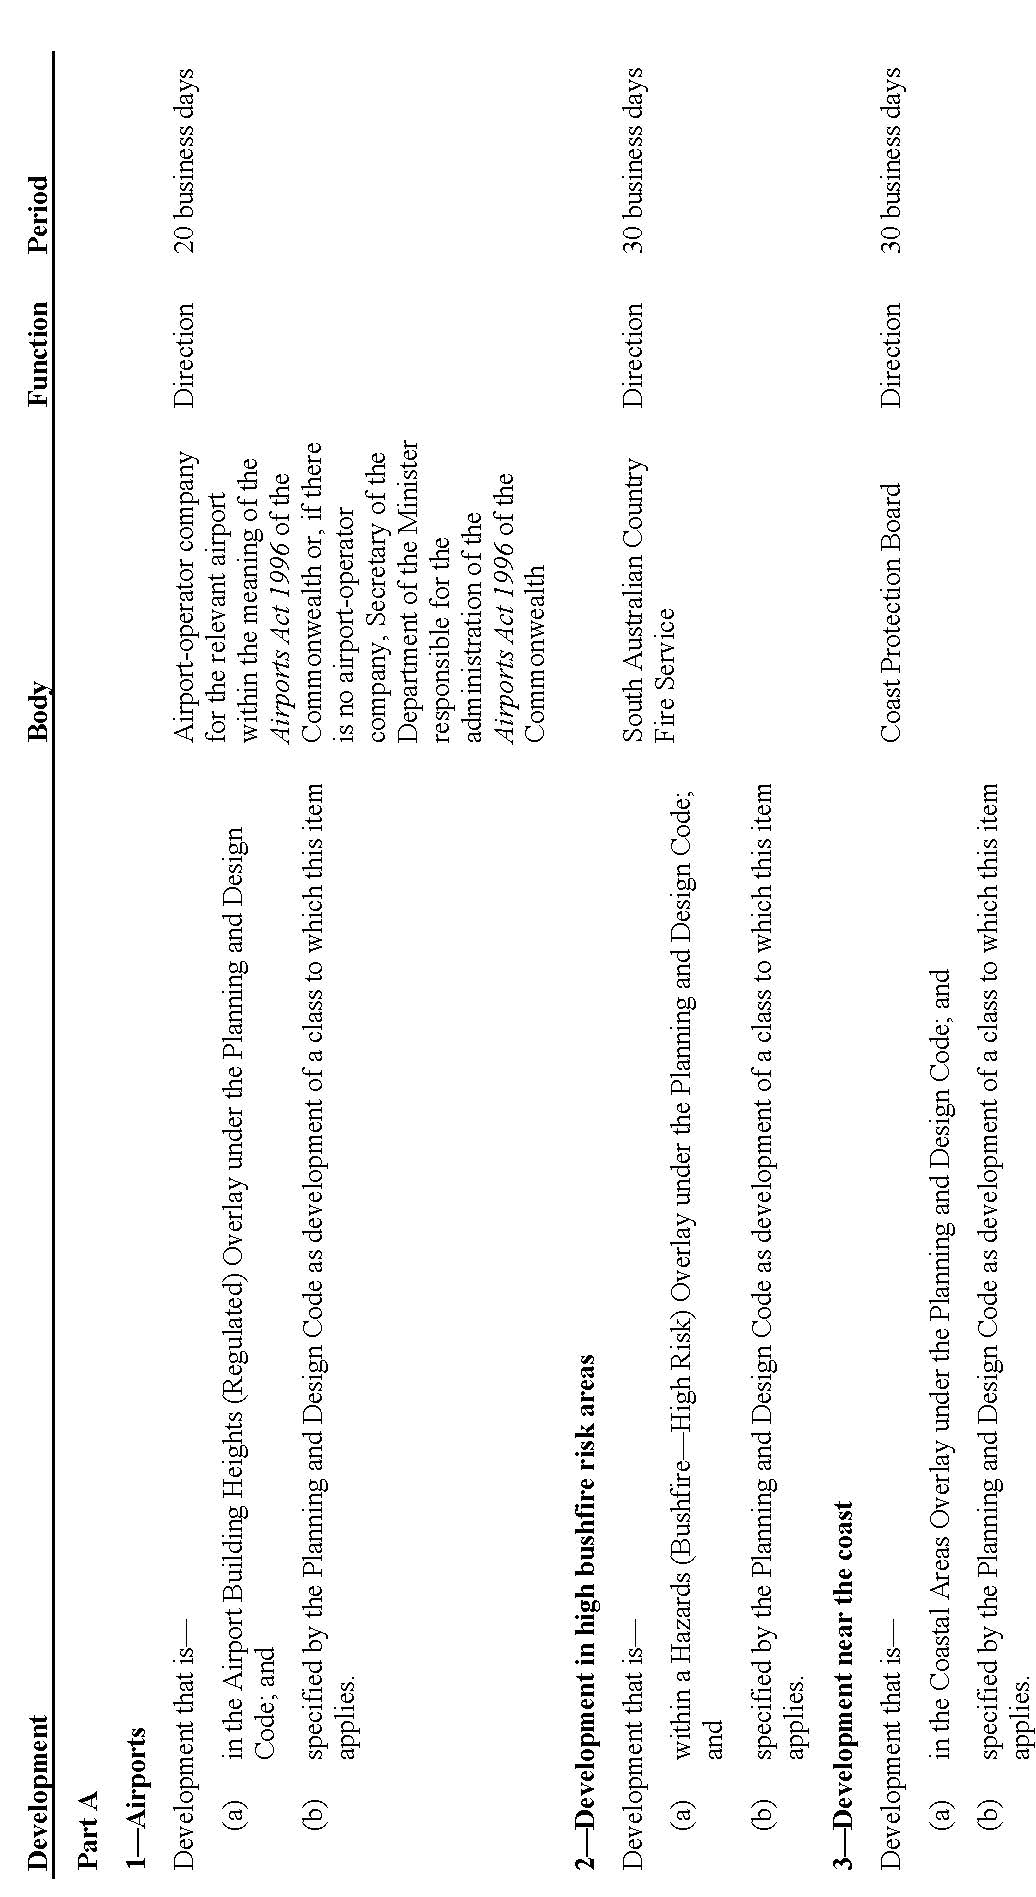 Development Body Function Period
Part A
1—Airports
Development that is— Airport-operator company Direction 20 business days
for the relevant airport
(a) in the Airport Building Heights (Regulated) Overlay under the Planning and Design within the meaning of the
Code; and Airports Act 1996 of the
(b) specified by the Planning and Design Code as development of a class to which this item Commonwealth or, if there
applies. is no airport-operator
company, Secretary of the
Department of the Minister
responsible for the
administration of the
Airports Act 1996 of the
Commonwealth
2—Development in high bushfire risk areas
Development that is— South Australian Country Direction 30 business days
Fire Service
(a) within a Hazards (Bushfire—High Risk) Overlay under the Planning and Design Code;
and
(b) specified by the Planning and Design Code as development of a class to which this item
applies.
3—Development near the coast
Development that is— Coast Protection Board Direction 30 business days
(a) in the Coastal Areas Overlay under the Planning and Design Code; and
(b) specified by the Planning and Design Code as development of a class to which this item
applies.